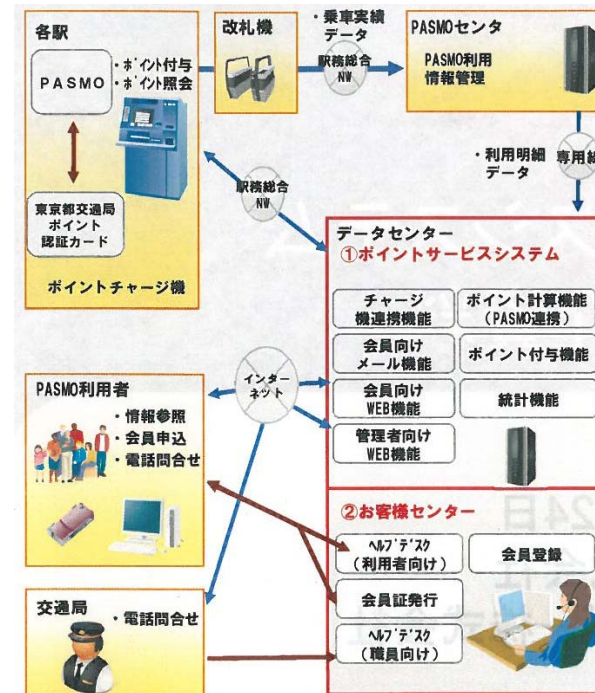 各駅
PASMO
・ﾎﾟｲﾝﾄ付与
・ﾎﾟｲﾝﾄ照会
東京都交通局
ポイント
認証カード
ポイントチャージ機
改札機
・乗車実績
データ
駅務総合
NW
PASMOセンタ
PASMO利用
情報管理
・利用明細
データ
専用線
駅務総合
NW
データセンター
①ポイントサービスシステム
チャージ
機連携機能
ポイント計算機能
(PASMO連携)
会員向け
メール機能
ポイント付与機能
会員向け
WEB機能
統計機能
管理者向け
WEB機能
インター
ネット
PASMO利用者
・情報参照
・会員申込
・電話問合せ
②お客様センター
ﾍﾙﾌﾟﾃﾞｽｸ
(利用者向け)
会員登録
会員証発行
ﾍﾙﾌﾟﾃﾞｽｸ
(職員向け)
交通局
・電話問合せ